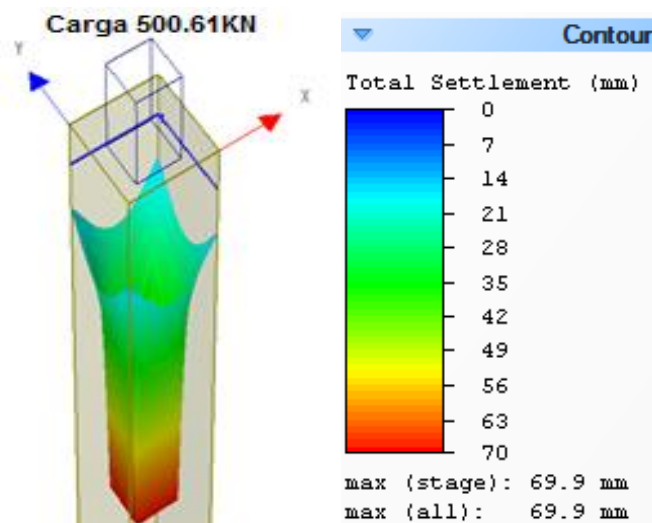 Carga 500.61KN
Y
X
Contour
Total Settlement (mm)
0
7
14
21
28
35
42
49
56
63
70
max (stage): 69.9 mm
max (all): 69.9 mm